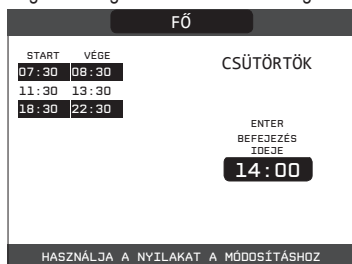 FŐ
START VÉGE
07:30 08:30
11:30 13:30
18:30 22:30
CSÜTÖRTÖK
ENTER
BEFEJEZÉS
IDEJE
14:00
HASZNÁLJA A NYILAKAT A MÓDOSÍTÁSHOZ